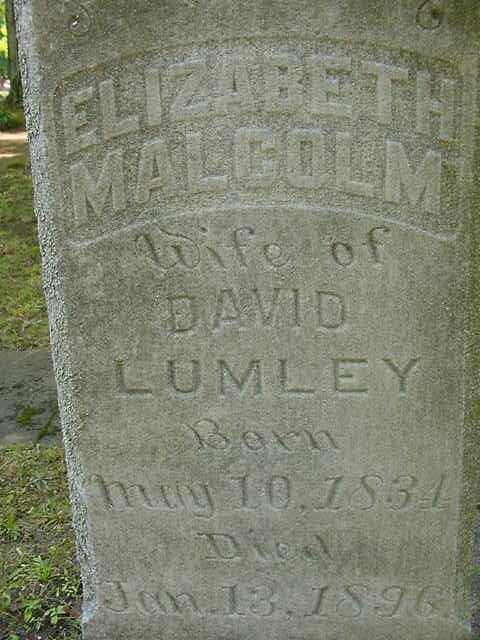 ELIZABETH
MALCOLM
Wife of
DAVID
LUMLEY
Born
May 10, 1834
Died
Jan. 13, 1896